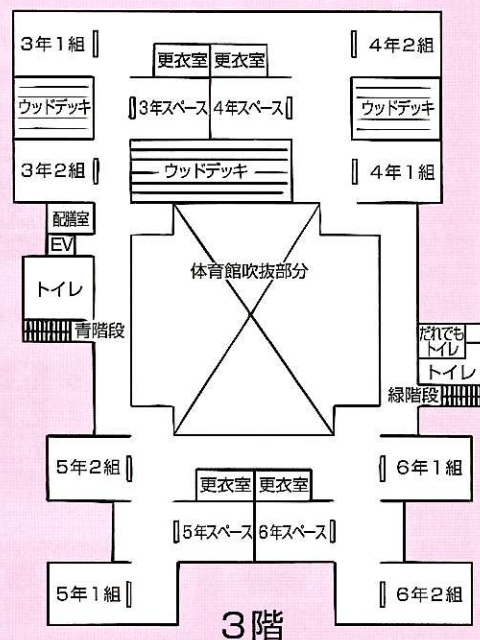 3年1組
更衣室
更衣室
4年2組
ウッドデッキ
3年スペース
4年スペース
ウッドデッキ
3年2組
ウッドデッキ
4年1組
配膳室
EV
トイレ
青階段
体育館吹抜部分
だれでも
トイレ
トイレ
緑階段
5年2組
更衣室
更衣室
6年1組
5年スペース
6年スペース
5年1組
6年2組
3階